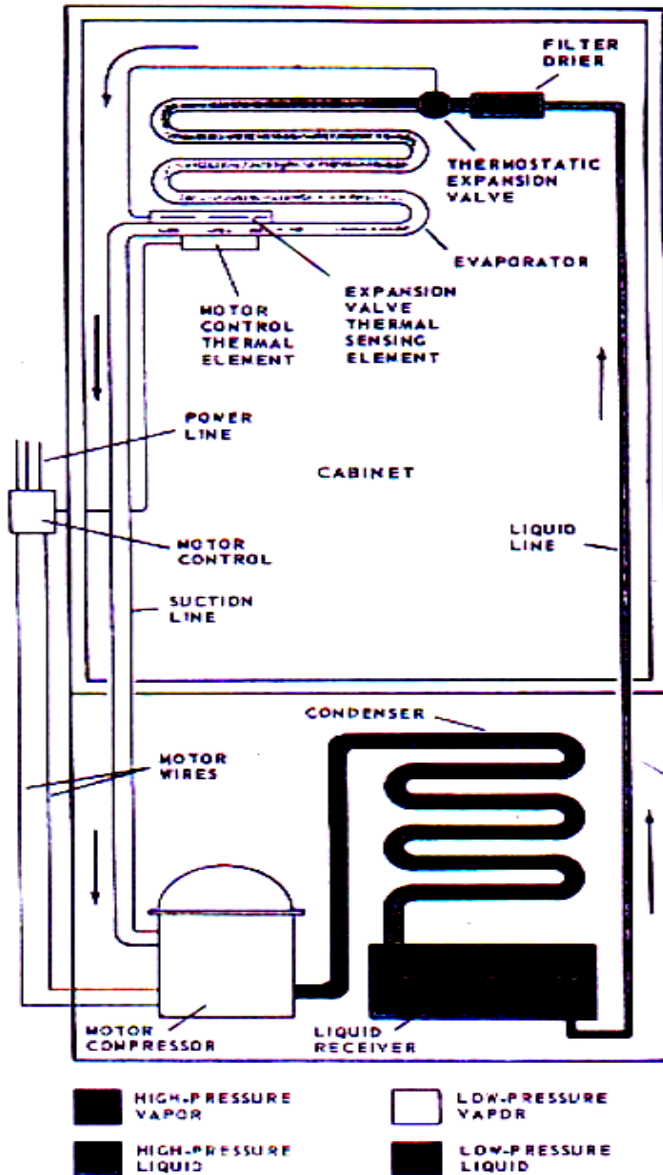 FILTER
DRIER
THERMOSTATIC
EXPANSION
VALVE
EVAPORATOR
MOTOR
CONTROL
THERMAL
ELEMENT
EXPANSION
VALVE
THERMAL
SENSING
ELEMENT
POWER
LINE
CABINET
MOTOR
CONTROL
LIQUID
LINE
SUCTION
LINE
CONDENSER
MOTOR
WIRES
MOTOR
COMPRESSOR
LIQUID
RECEIVER
HIGH-PRESSURE
VAPOR
LOW-PRESSURE
VAPOR
HIGH-PRESSURE
LIQUID
LOW-PRESSURE
LIQUID